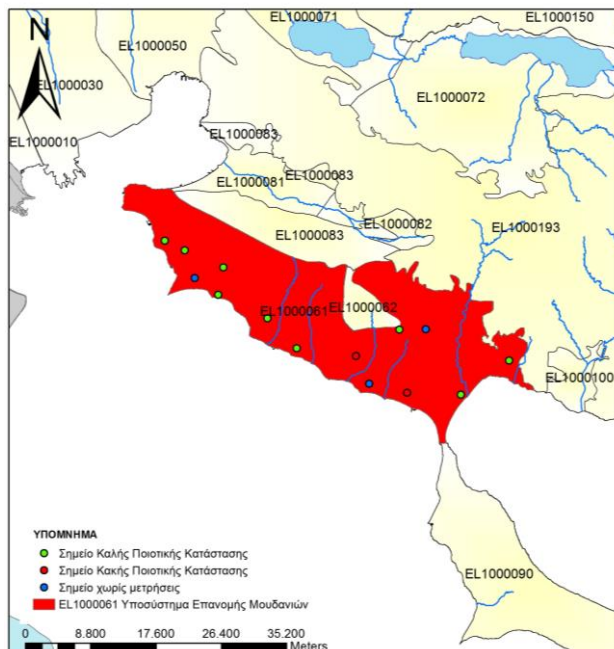 EL1000071
EL1000150
EL1000050
N
EL1000030
EL1000072
EL1000010
EL1000083
EL1000083
EL1000081
EL1000082
EL1000193
EL1000083
EL1000061
EL1000062
EL1000100
EL1000090
ΥΠΟΜΝΗΜΑ
Σημείο Καλής Ποιοτικής Κατάστασης
Σημείο Κακής Ποιοτικής Κατάστασης
Σημείο χωρίς μετρήσεις
EL1000061 Υποσύστημα Επανομής Μουδανιών
0 8.800 17.600 26.400 35.200
Meters